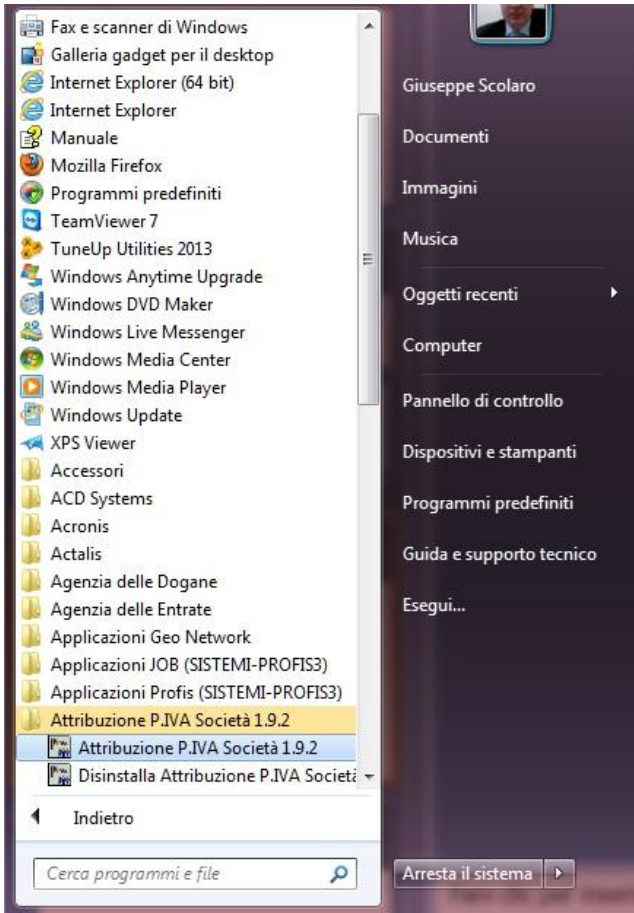 Fax e scanner di Windows
Galleria gadget per il desktop
Internet Explorer (64 bit)
Internet Explorer
Manuale
Mozilla Firefox
Programmi predefiniti
TeamViewer 7
TuneUp Utilities 2013
Windows Anytime Upgrade
Windows DVD Maker
Windows Live Messenger
Windows Media Center
Windows Media Player
Windows Update
XPS Viewer
Accessori
ACD Systems
Acronis
Actalis
Agenzia delle Dogane
Agenzia delle Entrate
Applicazioni Geo Network
Applicazioni JOB (SISTEMI-PROFIS3)
Applicazioni Profis (SISTEMI-PROFIS3)
Attribuzione P.IVA Società 1.9.2
Attribuzione P.IVA Società 1.9.2
Disinstalla Attribuzione P.IVA Società
Indietro
Cerca programmi e file
Giuseppe Scolaro
Documenti
Immagini
Musica
Oggetti recenti
Computer
Pannello di controllo
Dispositivi e stampanti
Programmi predefiniti
Guida e supporto tecnico
Esegui...
Arresta il sistema